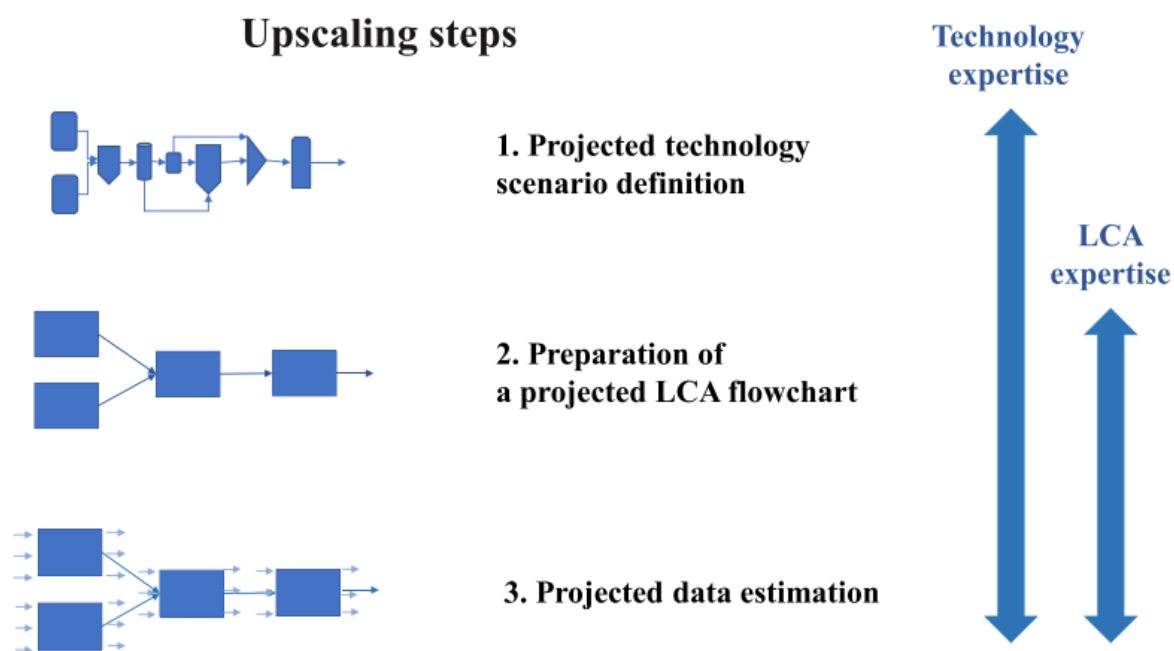 Upscaling steps
Technology
expertise
1. Projected technology
scenario definition
LCA
expertise
2. Preparation of
a projected LCA flowchart
3. Projected data estimation